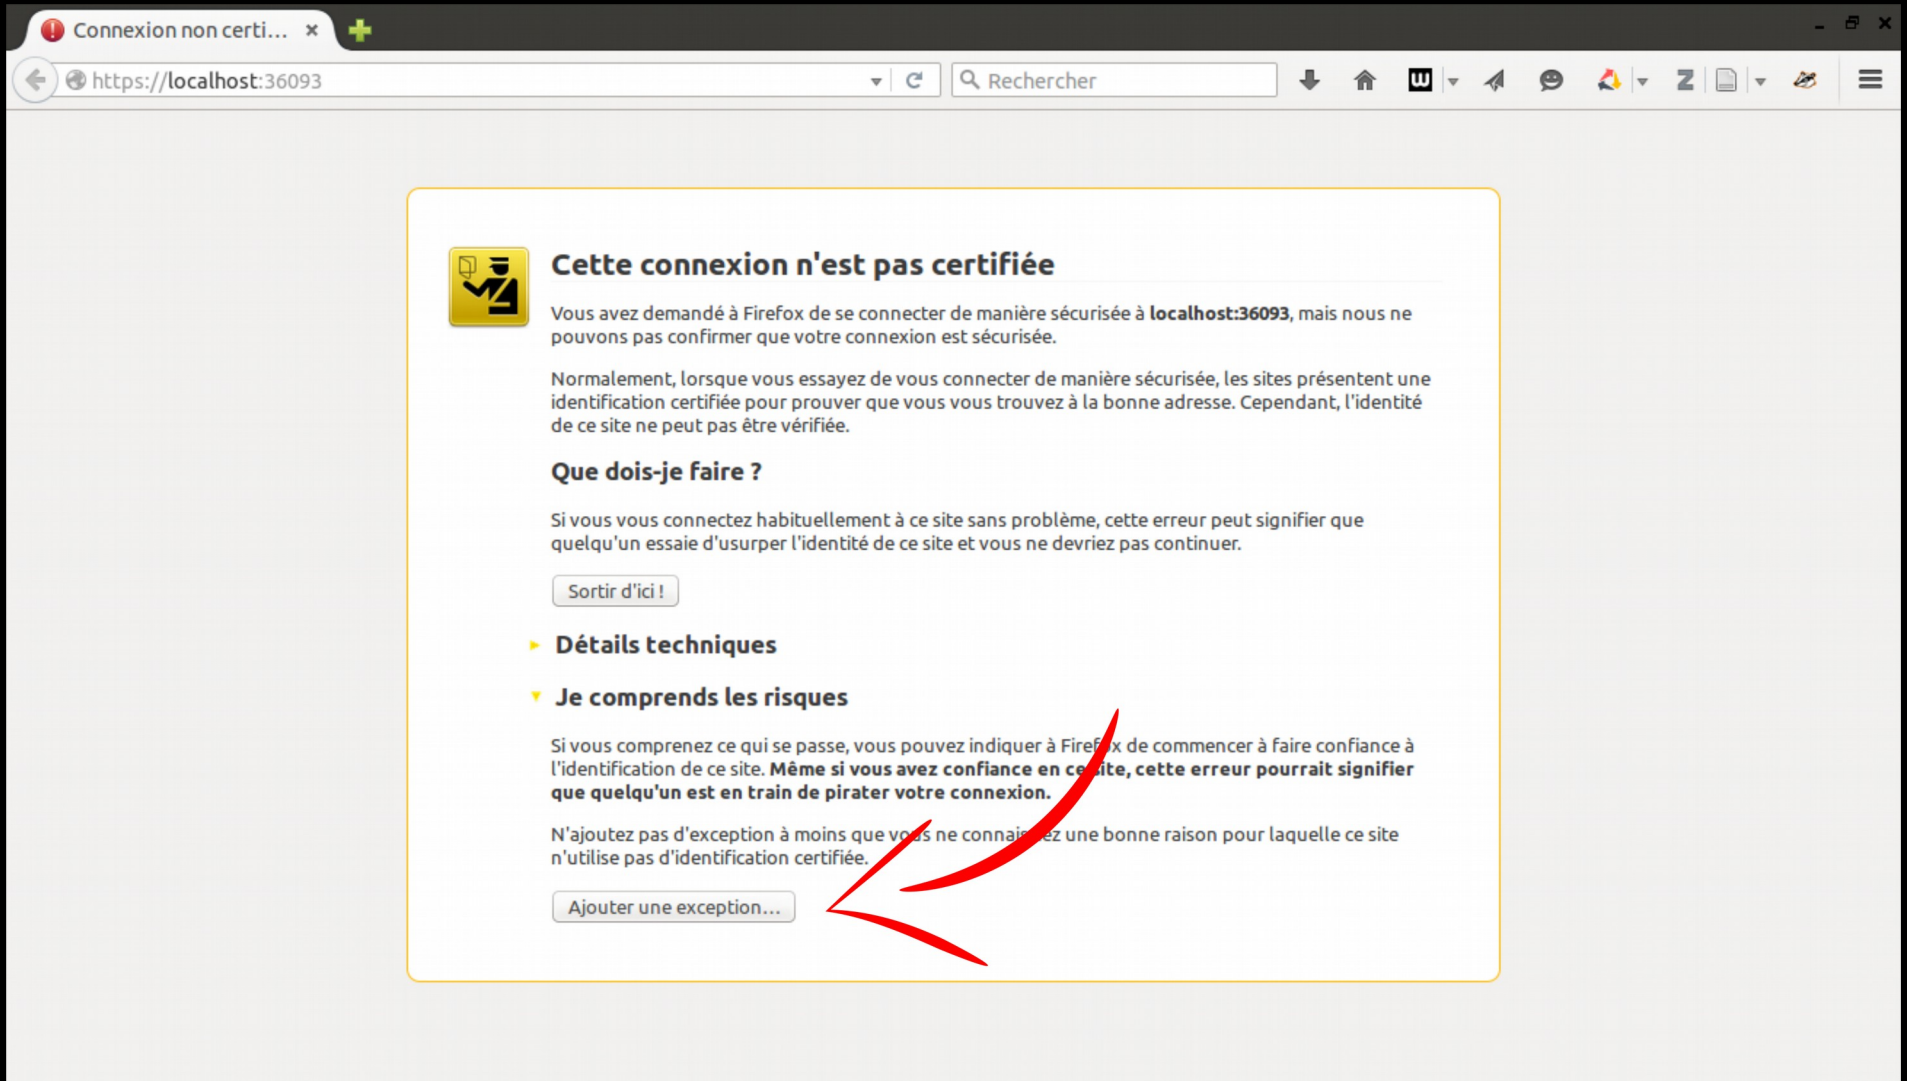 Connexion non certi...
https://localhost:36093
Rechercher
Cette connexion n'est pas certifiée
Vous avez demandé à Firefox de se connecter de manière sécurisée à localhost:36093, mais nous ne
pouvons pas confirmer que votre connexion est sécurisée.
Normalement, lorsque vous essayez de vous connecter de manière sécurisée, les sites présentent une
identification certifiée pour prouver que vous vous trouvez à la bonne adresse. Cependant, l'identité
de ce site ne peut pas être vérifiée.
Que dois-je faire ?
Si vous vous connectez habituellement à ce site sans problème, cette erreur peut signifier que
quelqu'un essaie d'usurper l'identité de ce site et vous ne devriez pas continuer.
Sortir d'ici !
Détails techniques
Je comprends les risques
Si vous comprenez ce qui se passe, vous pouvez indiquer à Firefox de commencer à faire confiance à
l'identification de ce site. Même si vous avez confiance en ce site, cette erreur pourrait signifier
que quelqu'un est en train de pirater votre connexion.
N'ajoutez pas d'exception à moins que vous ne connaissiez une bonne raison pour laquelle ce site
n'utilise pas d'identification certifiée.
Ajouter une exception...